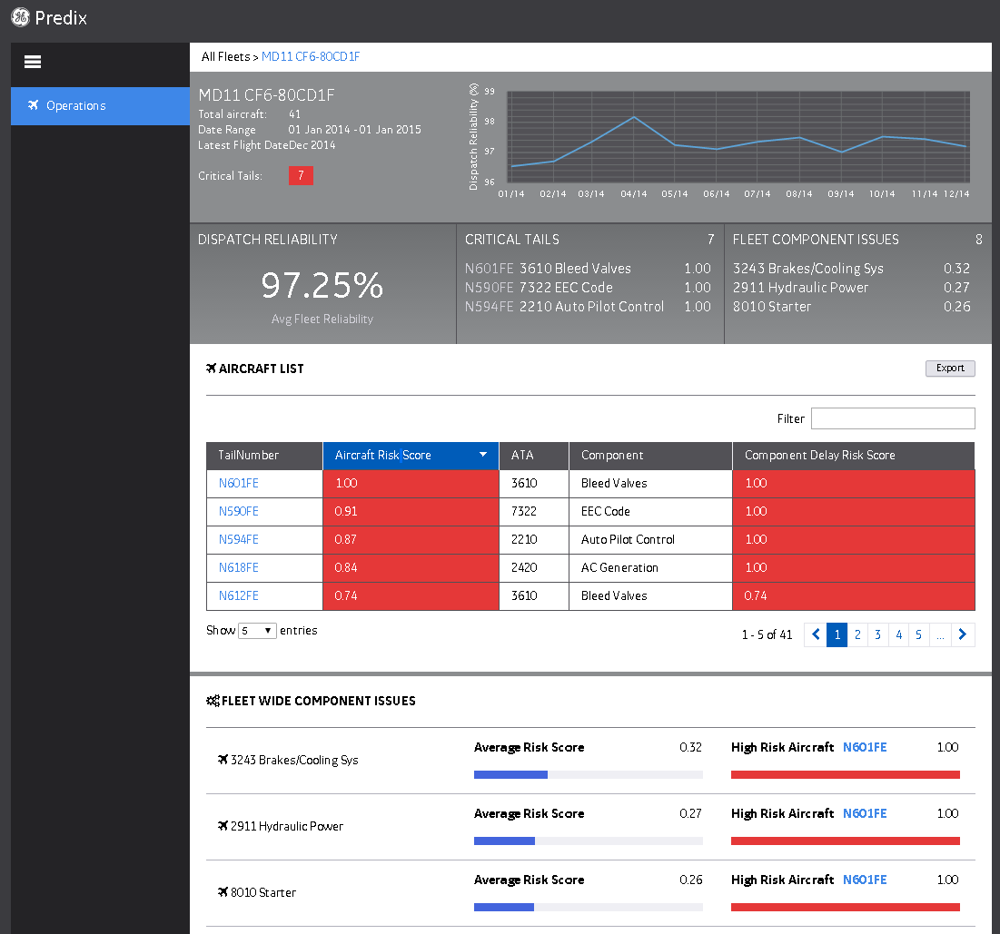 Predix
All Fleets > MD11 CF6-80CD1F
Operations
MD11 CF6-80CD1F
Total aircraft: 41
Date Range 01 Jan 2014 - 01 Jan 2015
Latest Flight DateDec 2014
Critical Tails: 7
Dispatch Reliability (%)
99
98
97
96
01/14 02/14 03/14 04/14 05/14 06/14 07/14 08/14 09/14 10/14 11/14 12/14
DISPATCH RELIABILITY
97.25%
Avg Fleet Reliability
CRITICAL TAILS 7
N601FE 3610 Bleed Valves 1.00
N590FE 7322 EEC Code 1.00
N594FE 2210 Auto Pilot Control 1.00
FLEET COMPONENT ISSUES 8
3243 Brakes/Cooling Sys 0.32
2911 Hydraulic Power 0.27
8010 Starter 0.26
AIRCRAFT LIST
Export
Filter
TailNumber Aircraft Risk Score ATA Component Component Delay Risk Score
N601FE 1.00 3610 Bleed Valves 1.00
N590FE 0.91 7322 EEC Code 1.00
N594FE 0.87 2210 Auto Pilot Control 1.00
N618FE 0.84 2420 AC Generation 1.00
N612FE 0.74 3610 Bleed Valves 0.74
Show 5 entries
1 - 5 of 41 1 2 3 4 5 ...
FLEET WIDE COMPONENT ISSUES
3243 Brakes/Cooling Sys Average Risk Score 0.32 High Risk Aircraft N601FE 1.00
2911 Hydraulic Power Average Risk Score 0.27 High Risk Aircraft N601FE 1.00
8010 Starter Average Risk Score 0.26 High Risk Aircraft N601FE 1.00